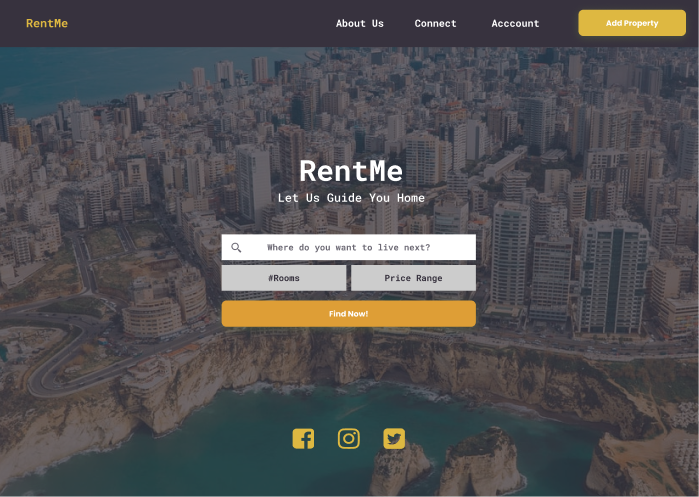 RentMe
About Us
Connect
Acccount
Add Property
RentMe
Let Us Guide You Home
Where do you want to live next?
#Rooms
Price Range
Find Now!